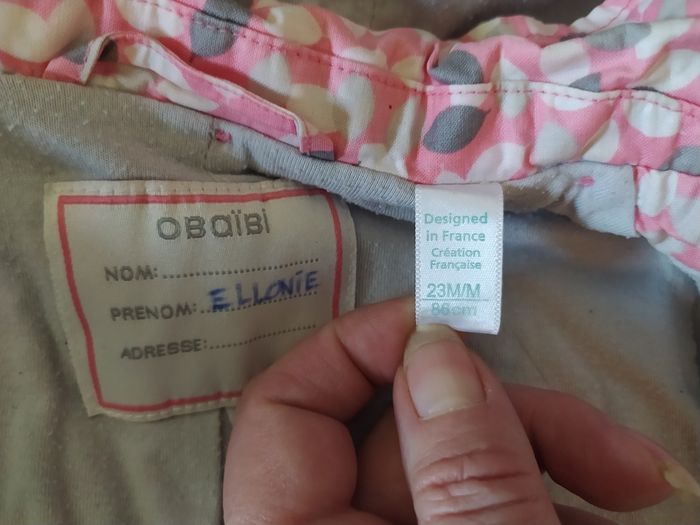 OBaïBi
NOM:
PRENOM: ELLONIE
ADRESSE:
Designed
in France
Création
Française
23M/M
86cm